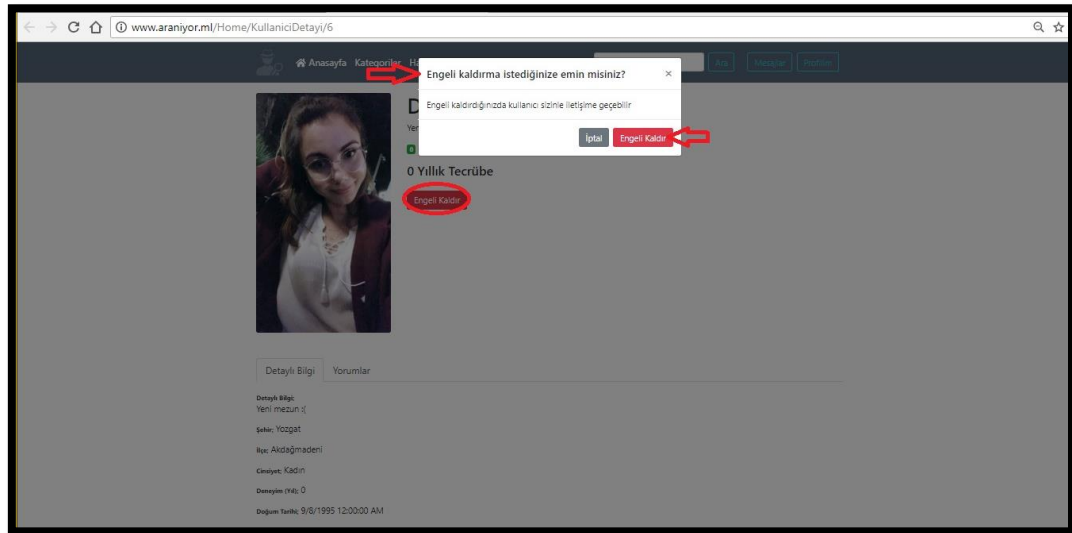 www.araniyor.ml/Home/KullaniciDetayi/6
Anasayfa Kategoriler Ara Mesajlar Profilim
Engeli kaldırma istediğinize emin misiniz? ×
Engeli kaldırdığınızda kullanıcı sizinle iletişime geçebilir
İptal Engeli Kaldır
0 Yıllık Tecrübe
Engeli Kaldır
Detaylı Bilgi Yorumlar
Detaylı Bilgi:
Yeni mezun :(
Şehir: Yozgat
İlçe: Akdağmadeni
Cinsiyet: Kadın
Deneyim (Yıl): 0
Doğum Tarihi: 9/8/1995 12:00:00 AM